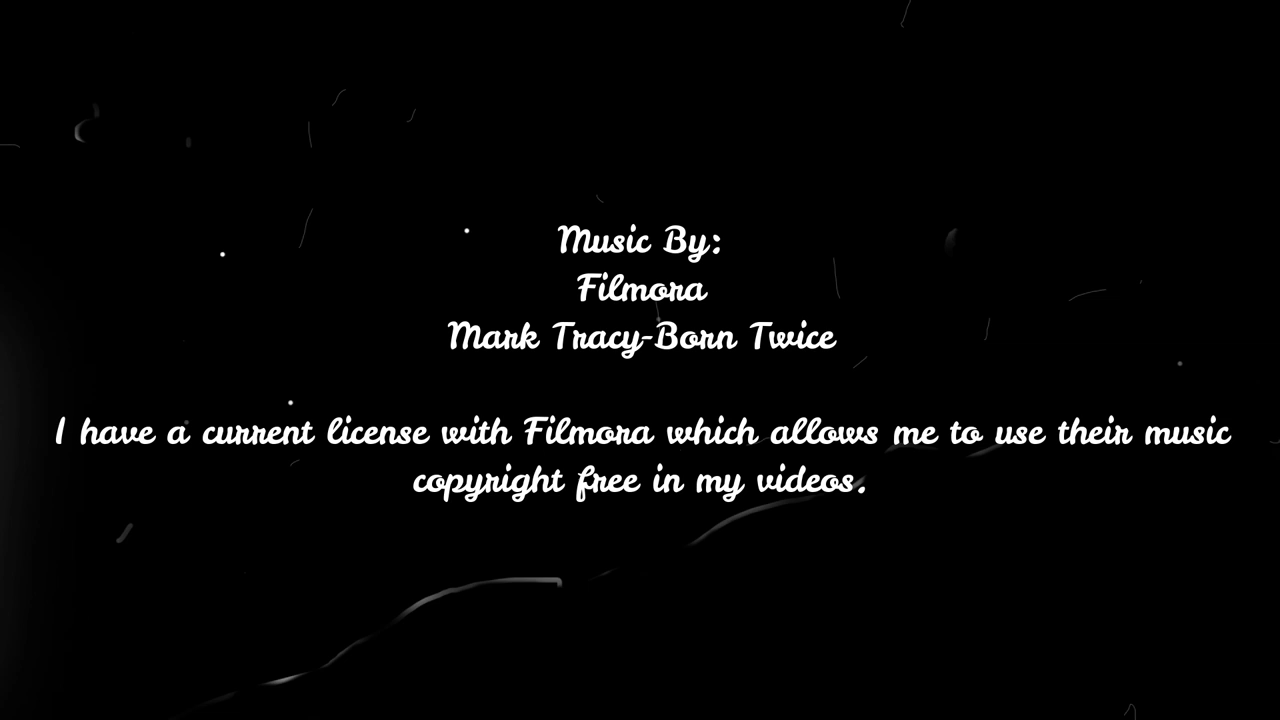 Music By:
Filmora
Mark Tracy-Born Twice
I have a current license with Filmora which allows me to use their music
copyright free in my videos.